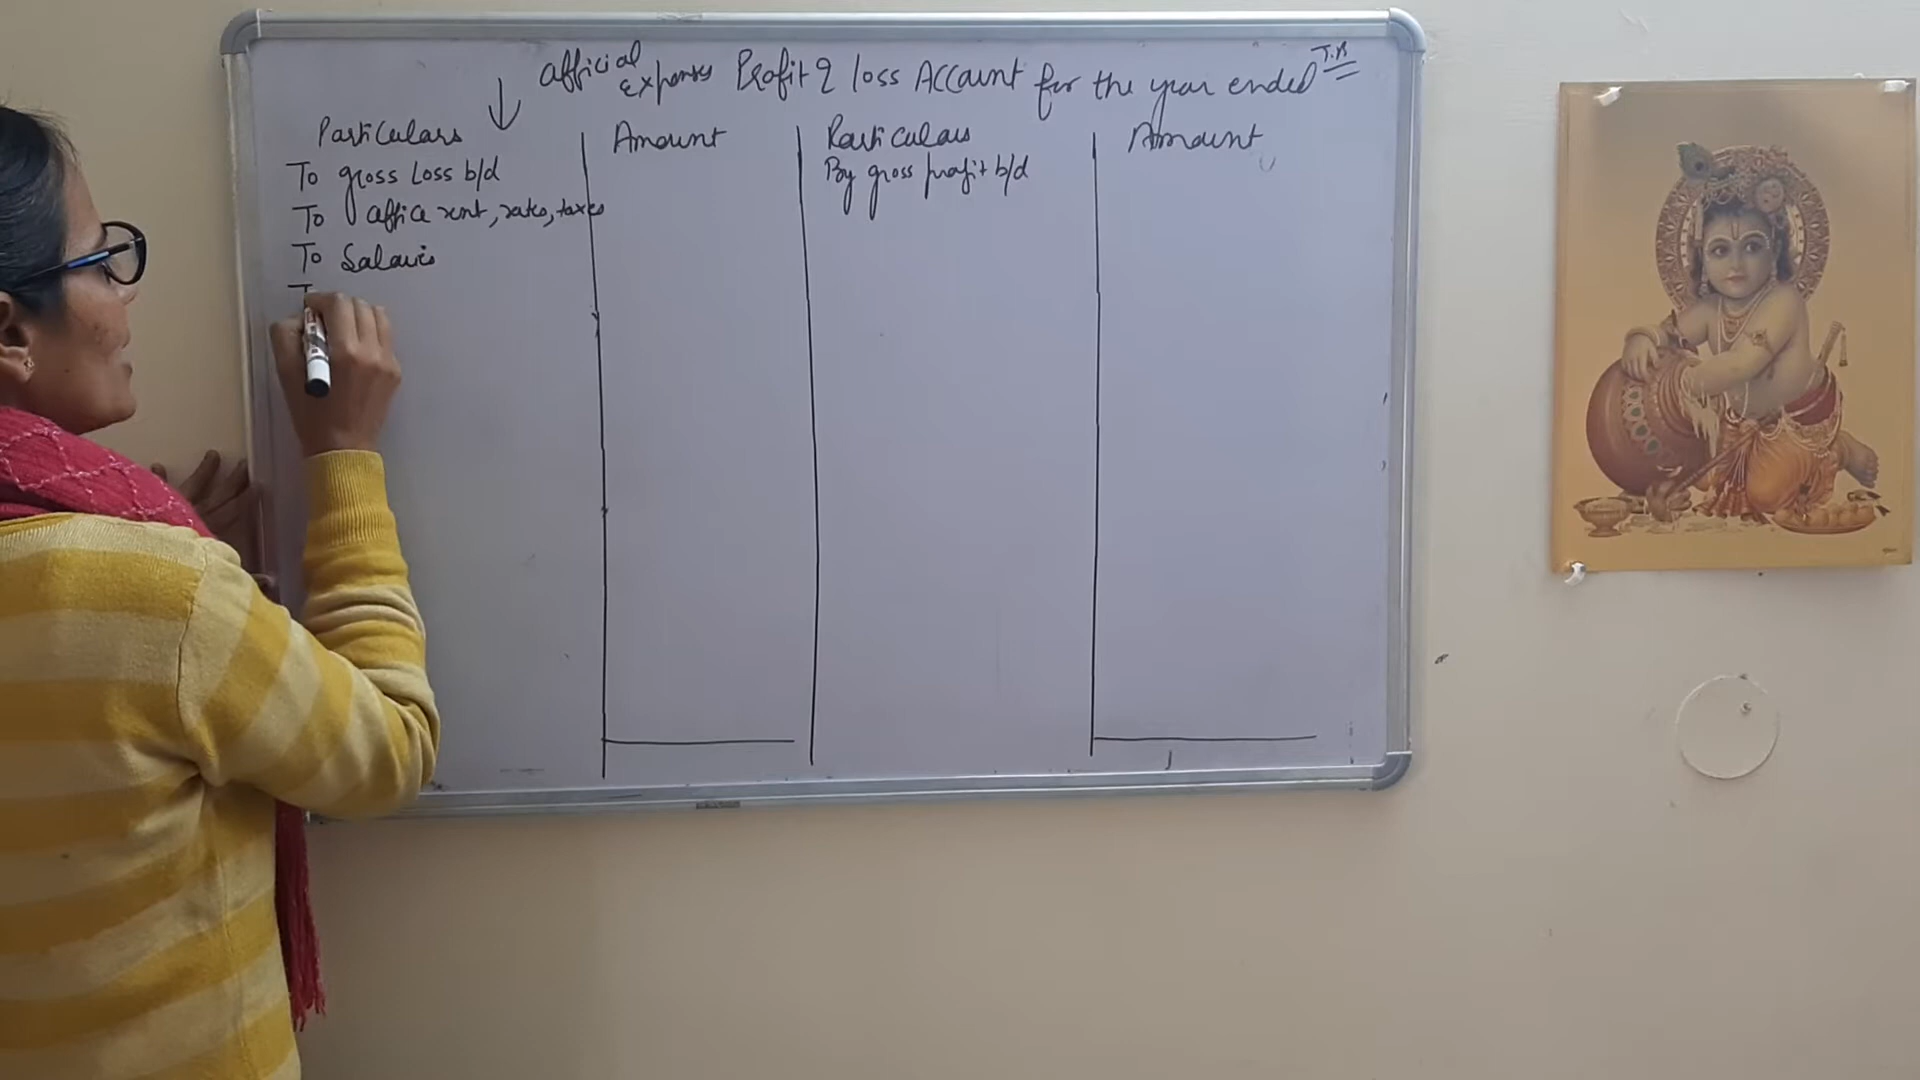 official expenses Profit & loss Account for the year ended T.B
Particulars Amount Particulars Amount
To gross Loss b/d By gross profit b/d
To office rent, rates, taxes
To Salaries
T